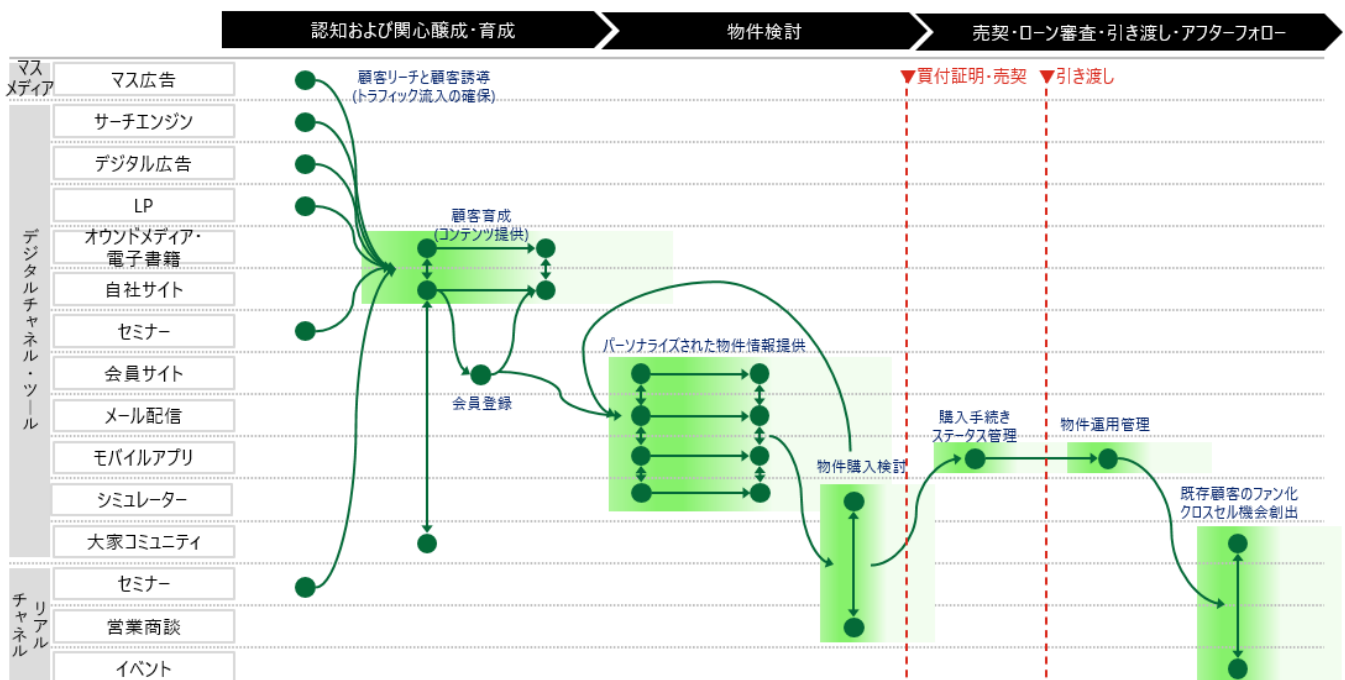 認知および関心醸成・育成
物件検討
売契・ローン審査・引き渡し・アフターフォロー
マス
メディア
マス広告
顧客リーチと顧客誘導
(トラフィック流入の確保)
▼買付証明・売契
▼引き渡し
デジタルチャネル・ツール
サーチエンジン
デジタル広告
LP
オウンドメディア・
電子書籍
顧客育成
(コンテンツ提供)
自社サイト
セミナー
パーソナライズされた物件情報提供
会員サイト
会員登録
メール配信
購入手続き
ステータス管理
物件運用管理
モバイルアプリ
物件購入検討
シミュレーター
既存顧客のファン化
クロスセル機会創出
大家コミュニティ
リアル
チャネル
セミナー
営業商談
イベント